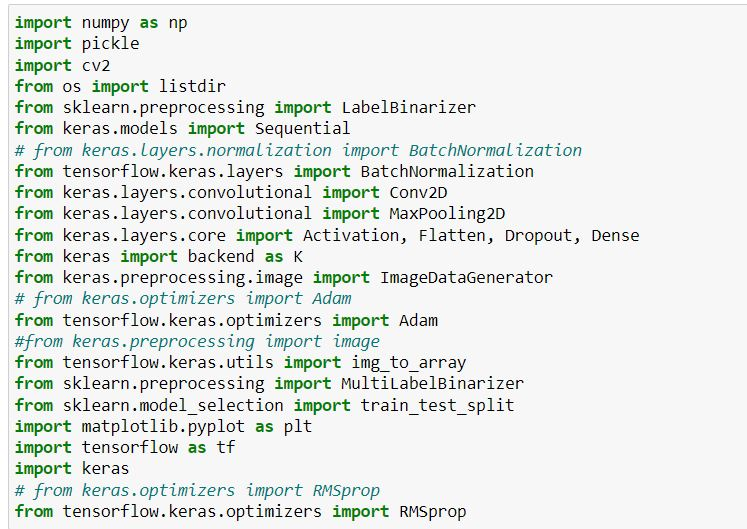 import numpy as np
import pickle
import cv2
from os import listdir
from sklearn.preprocessing import LabelBinarizer
from keras.models import Sequential
# from keras.layers.normalization import BatchNormalization
from tensorflow.keras.layers import BatchNormalization
from keras.layers.convolutional import Conv2D
from keras.layers.convolutional import MaxPooling2D
from keras.layers.core import Activation, Flatten, Dropout, Dense
from keras import backend as K
from keras.preprocessing.image import ImageDataGenerator
# from keras.optimizers import Adam
from tensorflow.keras.optimizers import Adam
#from keras.preprocessing import image
from tensorflow.keras.utils import img_to_array
from sklearn.preprocessing import MultiLabelBinarizer
from sklearn.model_selection import train_test_split
import matplotlib.pyplot as plt
import tensorflow as tf
import keras
# from keras.optimizers import RMSprop
from tensorflow.keras.optimizers import RMSprop